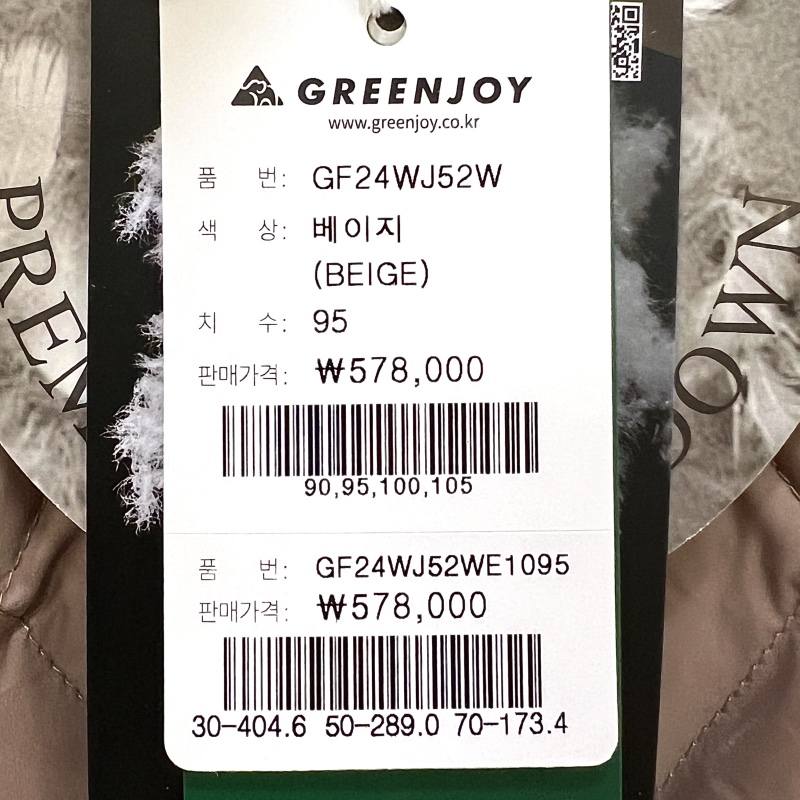 GREENJOY
www.greenjoy.co.kr
품 번: GF24WJ52W
색 상: 베이지
(BEIGE)
치 수: 95
판매가격: ₩578,000
90,95,100,105
품 번: GF24WJ52WE1095
판매가격: ₩578,000
30-404.6 50-289.0 70-173.4